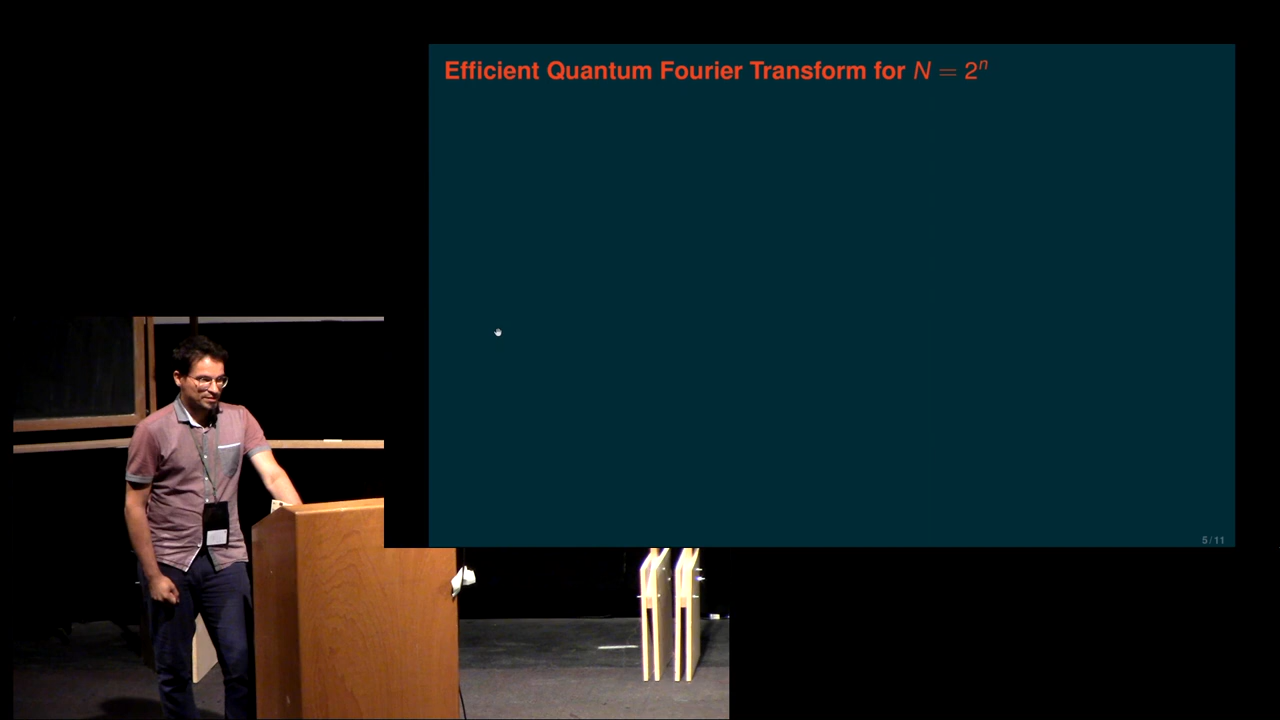 Efficient Quantum Fourier Transform for N = 2ⁿ
5/11